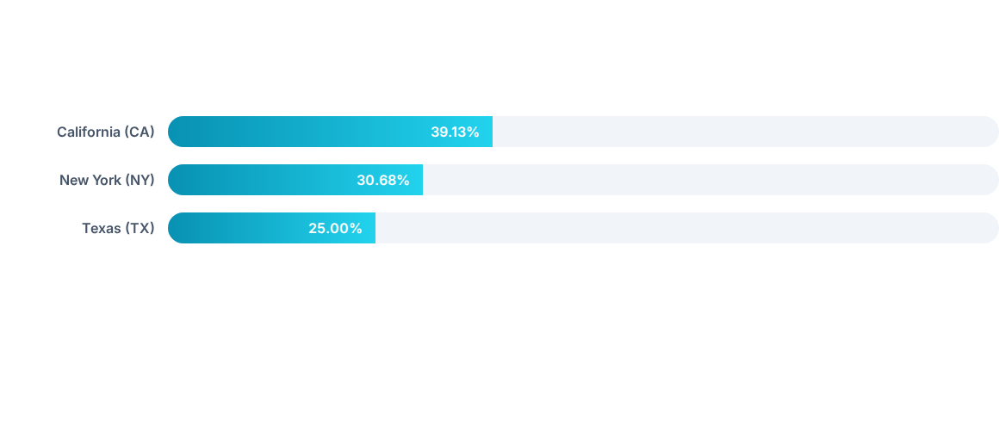 California (CA) 39.13%
New York (NY) 30.68%
Texas (TX) 25.00%